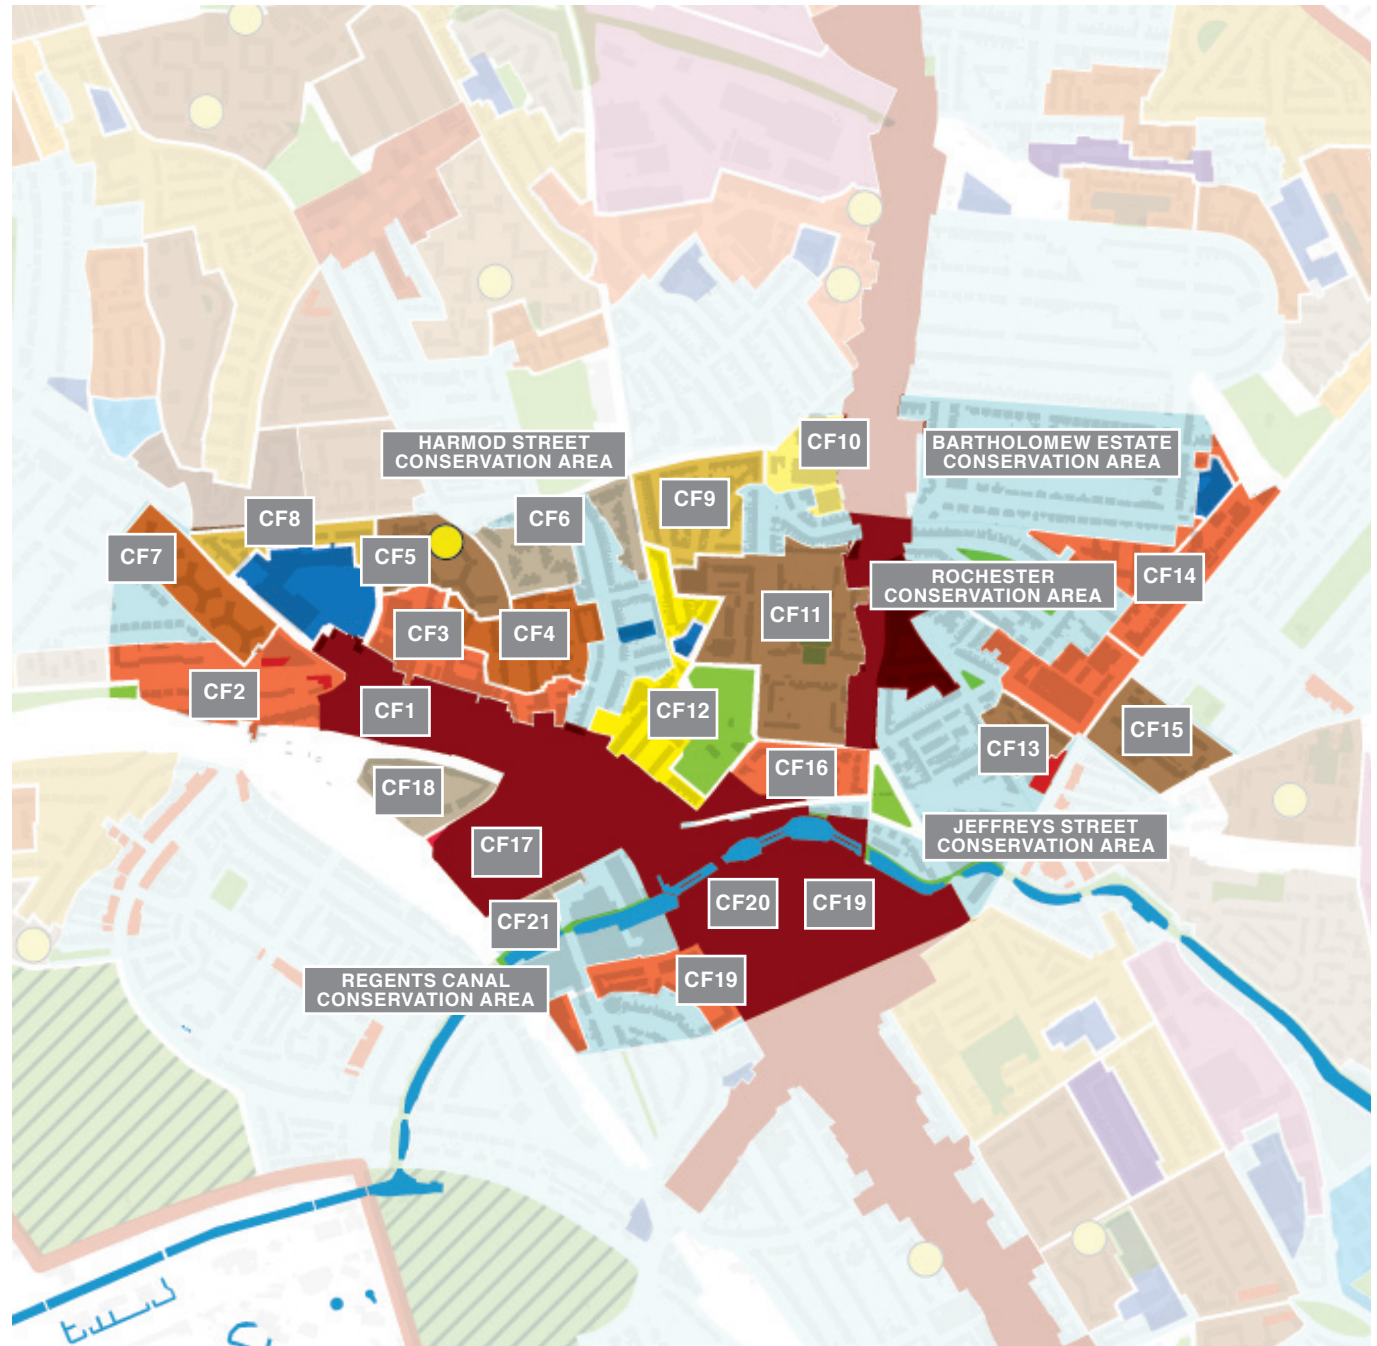 HARMOD STREET
CONSERVATION AREA
CF10
BARTHOLOMEW ESTATE
CONSERVATION AREA
CF9
CF8
CF6
CF7
CF5
CF14
ROCHESTER
CONSERVATION AREA
CF11
CF3
CF4
CF2
CF1
CF12
CF15
CF13
CF16
CF18
JEFFREYS STREET
CONSERVATION AREA
CF17
CF20
CF19
CF21
CF19
REGENTS CANAL
CONSERVATION AREA